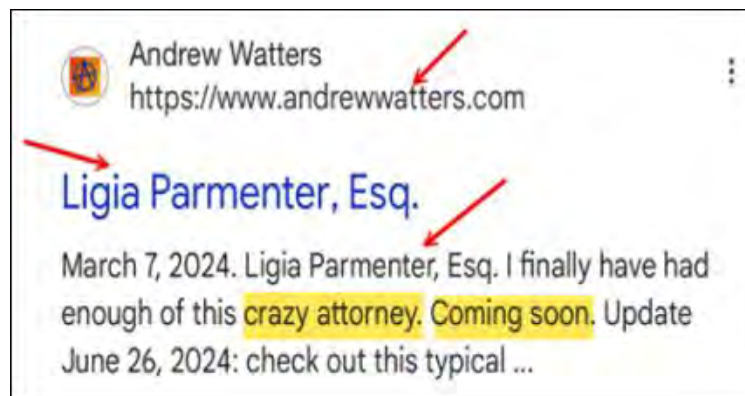 Andrew Watters
https://www.andrewwatters.com
Ligia Parmenter, Esq.
March 7, 2024. Ligia Parmenter, Esq. I finally have had
enough of this crazy attorney. Coming soon. Update
June 26, 2024: check out this typical ...